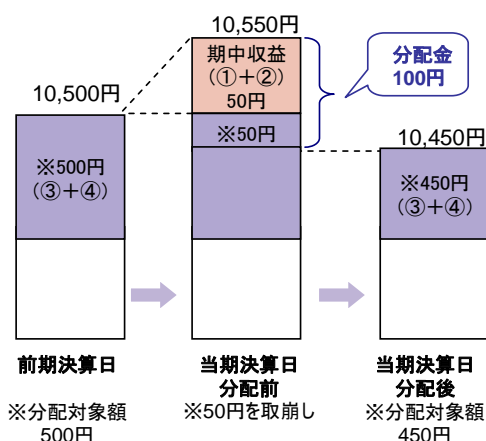 10,550円
期中収益
(①+②)
50円
分配金
100円
10,500円
※50円
10,450円
※500円
(③+④)
※450円
(③+④)
前期決算日
当期決算日
分配前
当期決算日
分配後
※分配対象額
500円
※50円を取崩し
※分配対象額
450円